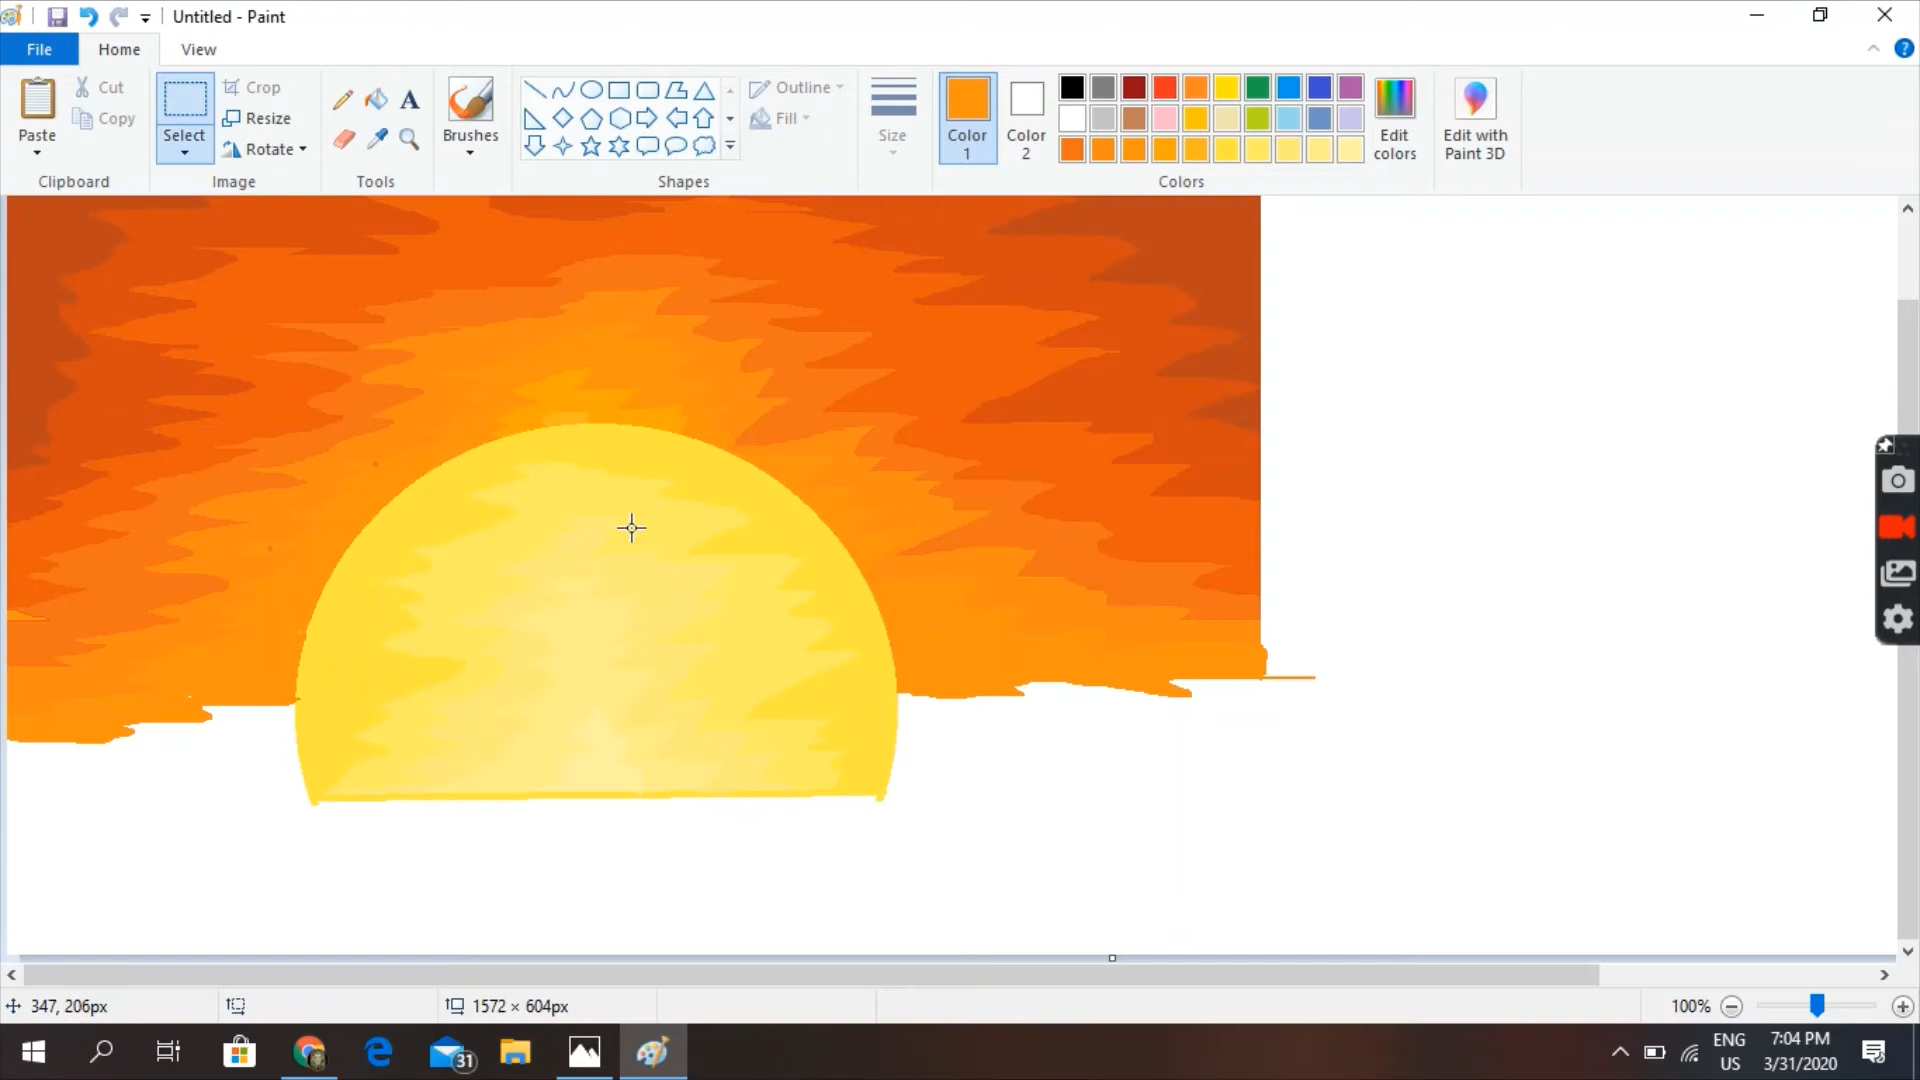 Untitled - Paint
File
Home
View
Paste
Cut
Copy
Clipboard
Select
Crop
Resize
Rotate
Image
A
Tools
Brushes
Outline
Fill
Shapes
Size
Color
1
Color
2
Edit
colors
Edit with
Paint 3D
Colors
347, 206px
1572 × 604px
100%
31
ENG
US
7:04 PM
3/31/2020